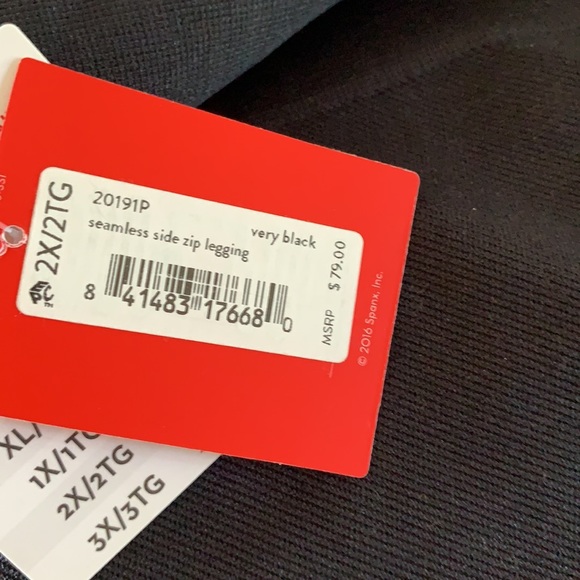 2X/2TG
20191P
seamless side zip legging
very black
8 41483 17668 0
MSRP $79.00
© 2016 Spanx, Inc.
XL/
1X/1TG
2X/2TG
3X/3TG